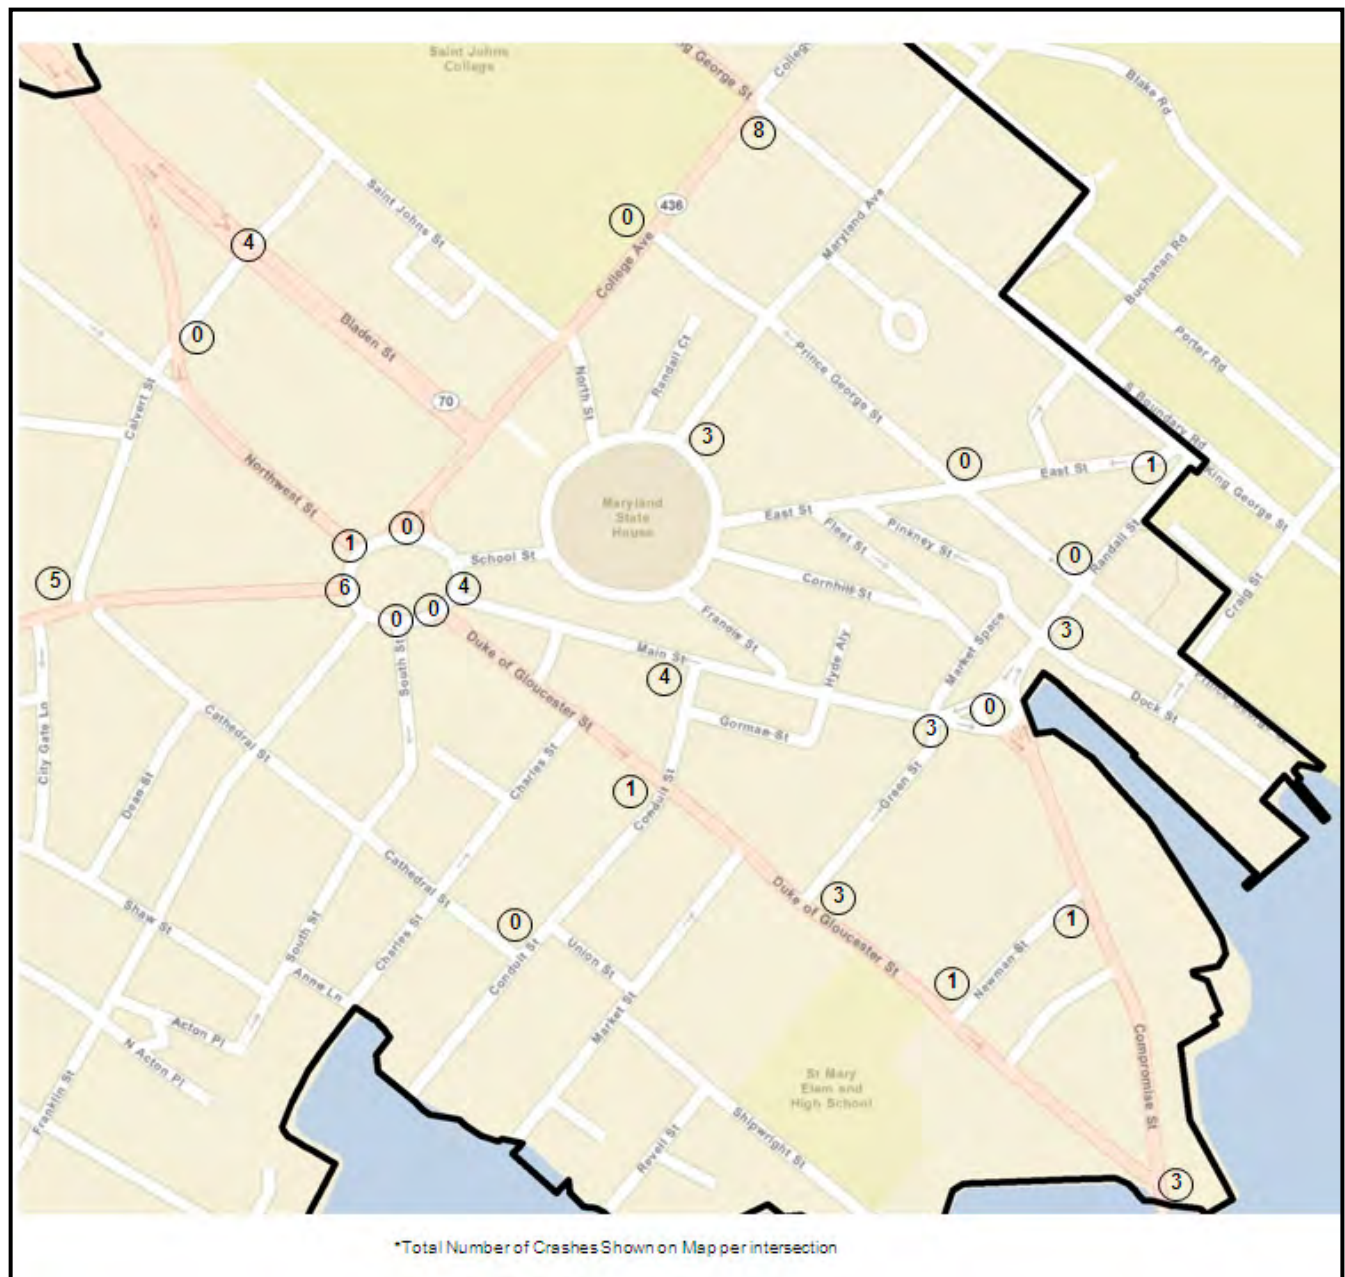 Saint Johns
College
ng George St
College
Blake Rd
8
436
0
Saint Johns St
College Ave
Maryland Ave
Buchanan Rd
4
Bladen St
0
Porter Rd
Randall Ct
Prince George St
North St
Calvert St
70
S Boundary Rd
3
0
East St
1
King George St
Northwest St
Maryland
State
House
East St
Fleet St
Pinkney St
Randall St
0
1
School St
0
Cornhill St
Craig St
5
6
4
0
0
Francis St
Market Space
3
Duke of Gloucester St
Main St
Hyde Aly
South St
4
Dock St
City Gate Ln
Cathedral St
Gorman St
3
0
Dean St
Charles St
1
Conduit St
Green St
Cathedral St
Duke of Gloucester St
3
Shaw St
South St
Charles St
0
Union St
1
Anne Ln
Conduit St
1
Newman St
Market St
Acton Pl
N Acton Pl
Compromise St
St Mary
Elem and
High School
Franklin St
Shipwright St
Revell St
3
*Total Number of Crashes Shown on Map per intersection